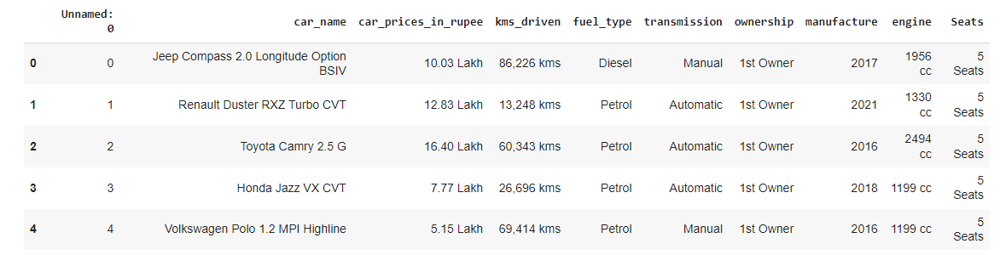 Unnamed: 0 car_name car_prices_in_rupee kms_driven fuel_type transmission ownership manufacture engine Seats
0 0 Jeep Compass 2.0 Longitude Option BSIV 10.03 Lakh 86,226 kms Diesel Manual 1st Owner 2017 1956 cc 5 Seats
1 1 Renault Duster RXZ Turbo CVT 12.83 Lakh 13,248 kms Petrol Automatic 1st Owner 2021 1330 cc 5 Seats
2 2 Toyota Camry 2.5 G 16.40 Lakh 60,343 kms Petrol Automatic 1st Owner 2016 2494 cc 5 Seats
3 3 Honda Jazz VX CVT 7.77 Lakh 26,696 kms Petrol Automatic 1st Owner 2018 1199 cc 5 Seats
4 4 Volkswagen Polo 1.2 MPI Highline 5.15 Lakh 69,414 kms Petrol Manual 1st Owner 2016 1199 cc 5 Seats